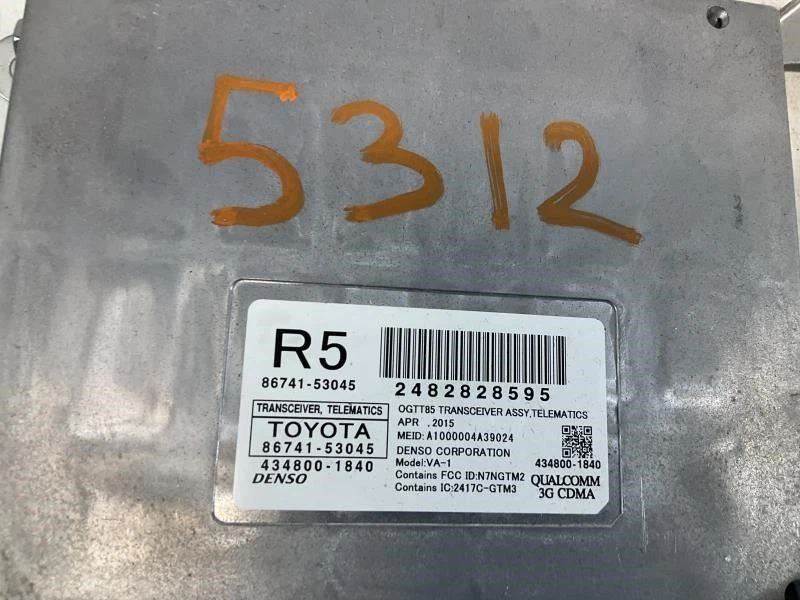 5312
R5
86741-53045
2482828595
TRANSCEIVER, TELEMATICS
TOYOTA
86741-53045
434800-1840
DENSO
OGTT85 TRANSCEIVER ASSY,TELEMATICS
APR .2015
MEID:A1000004A39024
DENSO CORPORATION
Model:VA-1 434800-1840
Contains FCC ID:N7NGTM2
Contains IC:2417C-GTM3
QUALCOMM
3G CDMA